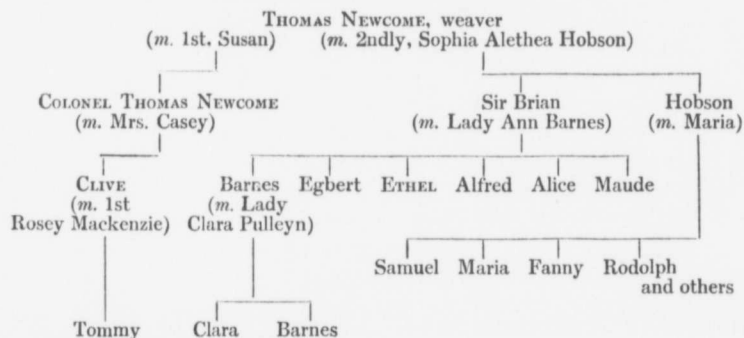 THOMAS NEWCOME, weaver
(m. 1st, Susan) (m. 2ndly, Sophia Alethea Hobson)
COLONEL THOMAS NEWCOME Sir Brian Hobson
(m. Mrs. Casey) (m. Lady Ann Barnes) (m. Maria)
CLIVE Barnes Egbert ETHEL Alfred Alice Maude
(m. 1st (m. Lady
Rosey Mackenzie) Clara Pulleyn)
Samuel Maria Fanny Rodolph
and others
Tommy Clara Barnes